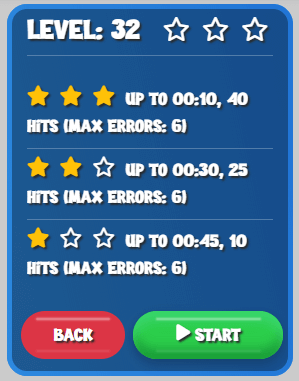 LEVEL: 32
UP TO 00:10, 40
HITS (MAX ERRORS: 6)
UP TO 00:30, 25
HITS (MAX ERRORS: 6)
UP TO 00:45, 10
HITS (MAX ERRORS: 6)
BACK
START